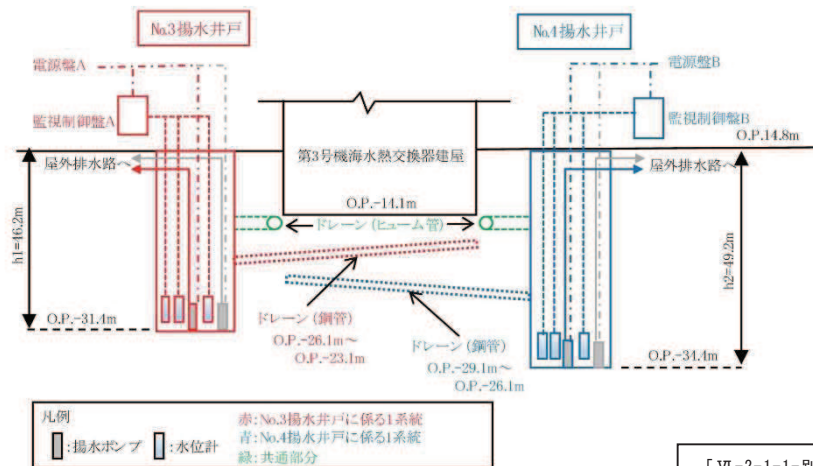 No.3揚水井戸
No.4揚水井戸
電源盤A
電源盤B
監視制御盤A
監視制御盤B
O.P.14.8m
第3号機海水熱交換器建屋
屋外排水路へ
屋外排水路へ
O.P.-14.1m
ドレーン(ヒューム管)
h1=46.2m
h2=49.2m
ドレーン(鋼管)
O.P.-26.1m～
O.P.-23.1m
ドレーン(鋼管)
O.P.-29.1m～
O.P.-26.1m
O.P.-31.4m
O.P.-34.4m
凡例
:揚水ポンプ :水位計
赤:No.3揚水井戸に係る1系統
青:No.4揚水井戸に係る1系統
緑:共通部分